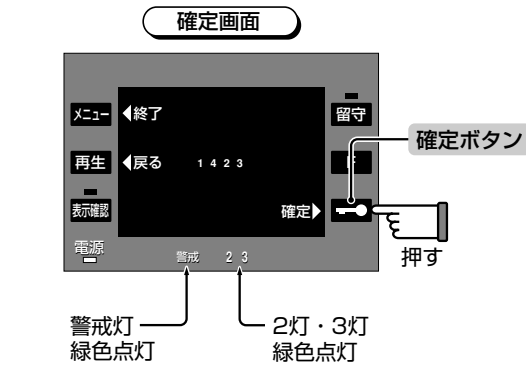 確定画面
メニュー
終了
留守
確定ボタン
再生
戻る
1 4 2 3
表示確認
確定
電源
警戒
2 3
押す
警戒灯
緑色点灯
2灯・3灯
緑色点灯